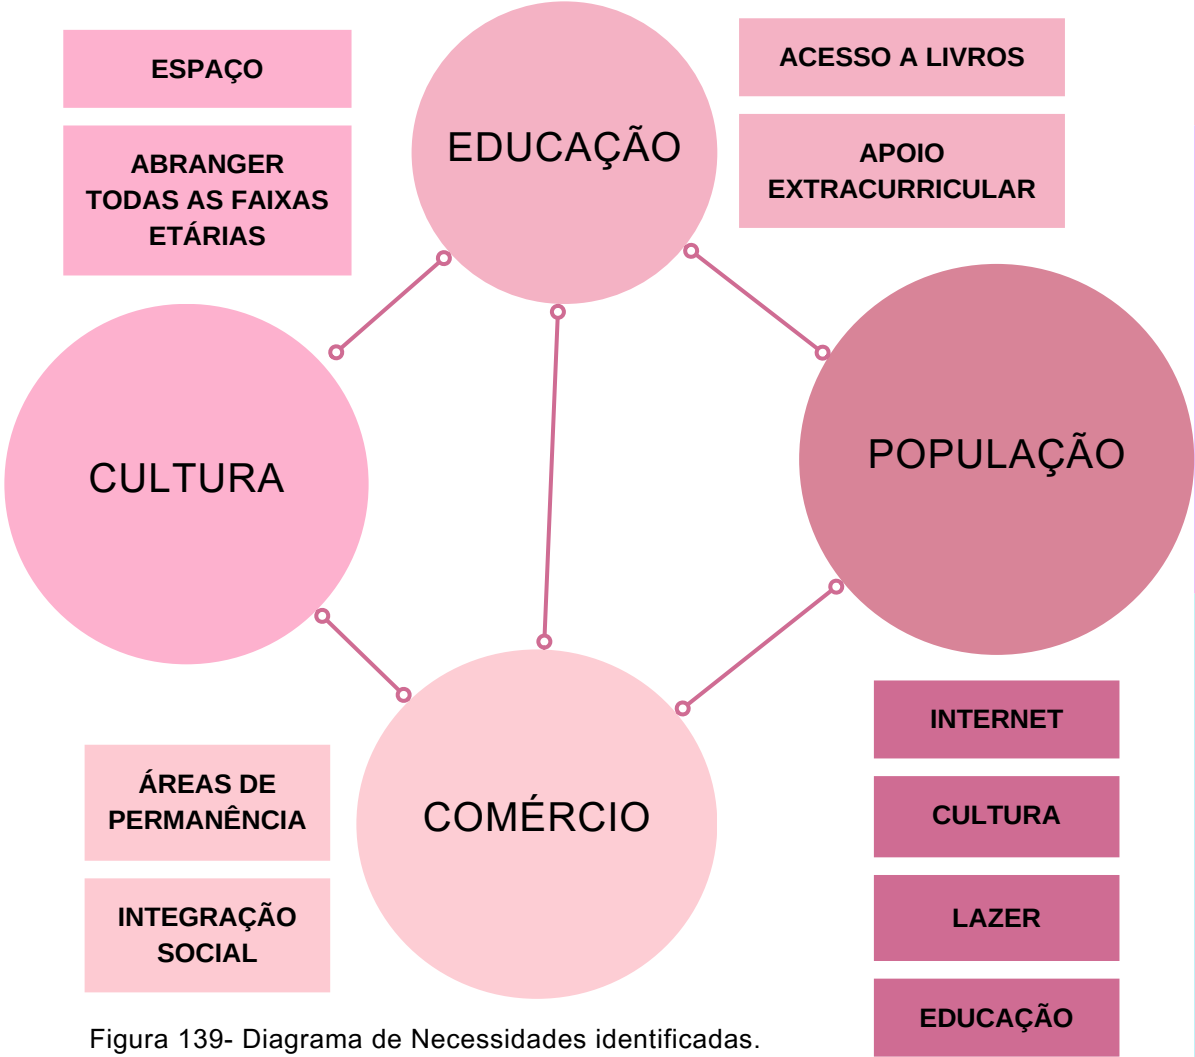 ESPAÇO
ABRANGER
TODAS AS FAIXAS
ETÁRIAS
EDUCAÇÃO
ACESSO A LIVROS
APOIO
EXTRACURRICULAR
CULTURA
POPULAÇÃO
COMÉRCIO
ÁREAS DE
PERMANÊNCIA
INTEGRAÇÃO
SOCIAL
INTERNET
CULTURA
LAZER
EDUCAÇÃO
Figura 139- Diagrama de Necessidades identificadas.